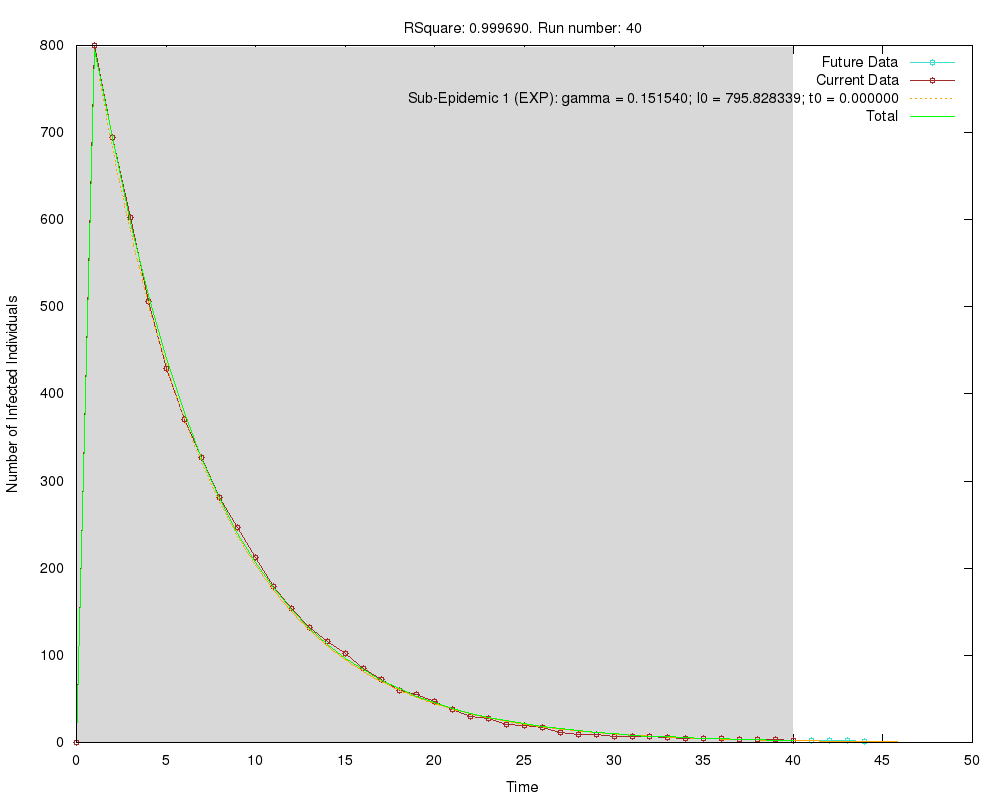 RSquare: 0.999690. Run number: 40
Future Data
Current Data
Sub-Epidemic 1 (EXP): gamma = 0.151540; I0 = 795.828339; t0 = 0.000000
Total
800
700
600
500
400
300
200
100
0
Number of Infected Individuals
0 5 10 15 20 25 30 35 40 45 50
Time